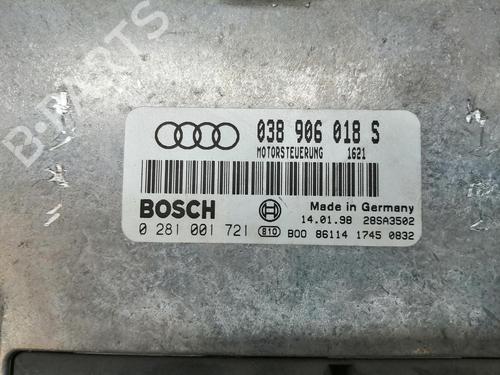 B-PARTS
038 906 018 S
MOTORSTEUERUNG 1621
BOSCH
Made in Germany
14.01.98 28SA3502
0 281 001 721 810 B00 86114 1745 0832